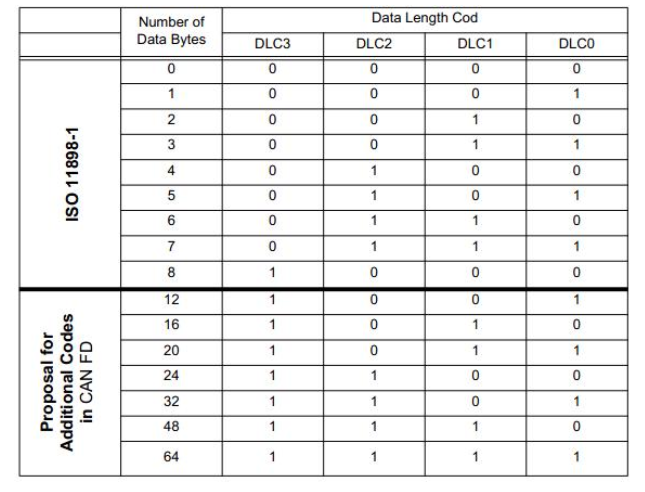 Number of Data Length Cod
Data Bytes DLC3 DLC2 DLC1 DLC0
ISO 11898-1
0 0 0 0 0
1 0 0 0 1
2 0 0 1 0
3 0 0 1 1
4 0 1 0 0
5 0 1 0 1
6 0 1 1 0
7 0 1 1 1
8 1 0 0 0
Proposal for
Additional Codes
in CAN FD
12 1 0 0 1
16 1 0 1 0
20 1 0 1 1
24 1 1 0 0
32 1 1 0 1
48 1 1 1 0
64 1 1 1 1